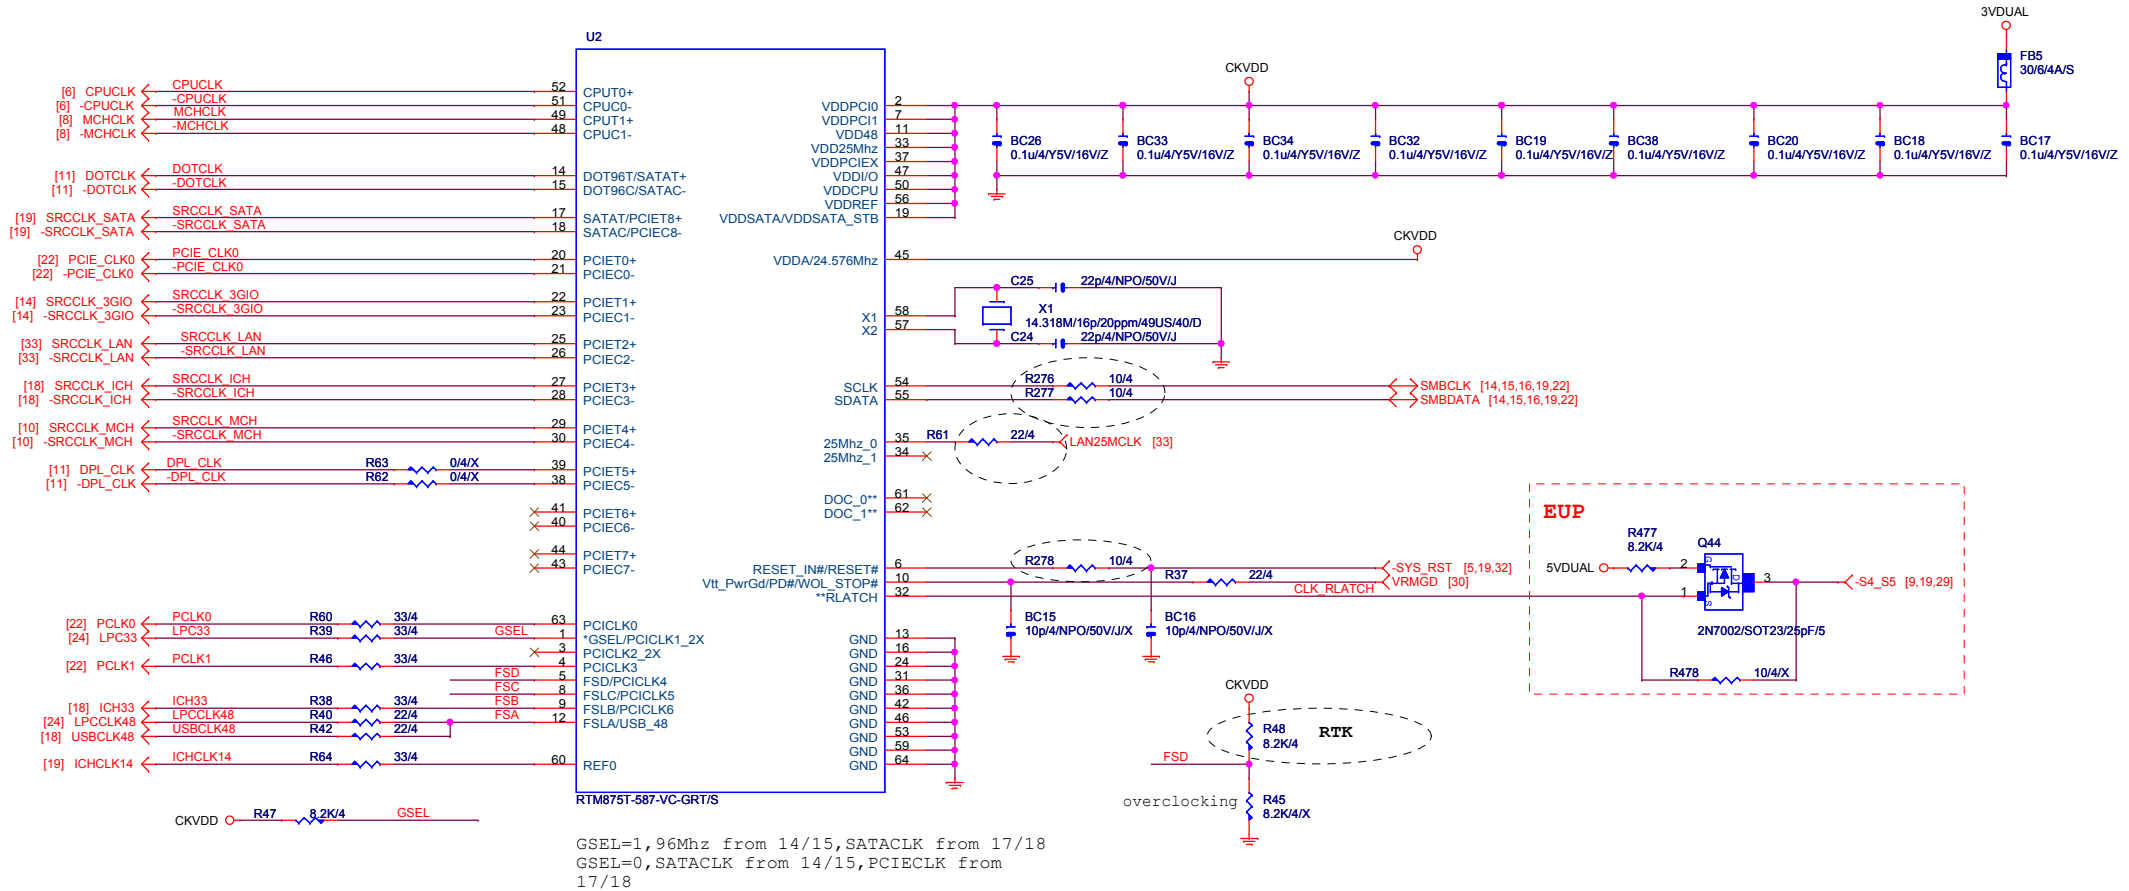 3VDUAL
U2
FB5
30/6/4A/S
CKVDD
[6] CPUCLK CPUCLK 52 CPUT0+
[6] -CPUCLK -CPUCLK 51 CPUC0-
[8] MCHCLK MCHCLK 49 CPUT1+
[8] -MCHCLK -MCHCLK 48 CPUC1-
VDDPCI0 2
VDDPCI1 7
VDD48 11
VDD25Mhz 33
VDDPCIEX 37
VDDI/O 47
VDDCPU 50
VDDREF 56
VDDSATA/VDDSATA_STB 19
BC26 BC33 BC34 BC32 BC19 BC38 BC20 BC18 BC17
0.1u/4/Y5V/16V/Z 0.1u/4/Y5V/16V/Z 0.1u/4/Y5V/16V/Z 0.1u/4/Y5V/16V/Z 0.1u/4/Y5V/16V/Z 0.1u/4/Y5V/16V/Z 0.1u/4/Y5V/16V/Z 0.1u/4/Y5V/16V/Z 0.1u/4/Y5V/16V/Z
[11] DOTCLK DOTCLK 14 DOT96T/SATAT+
[11] -DOTCLK -DOTCLK 15 DOT96C/SATAC-
[19] SRCCLK_SATA SRCCLK_SATA 17 SATAT/PCIET8+
[19] -SRCCLK_SATA -SRCCLK_SATA 18 SATAC/PCIEC8-
CKVDD
[22] PCIE_CLK0 PCIE_CLK0 20 PCIET0+
[22] -PCIE_CLK0 -PCIE_CLK0 21 PCIEC0-
VDDA/24.576Mhz 45
[14] SRCCLK_3GIO SRCCLK_3GIO 22 PCIET1+
[14] -SRCCLK_3GIO -SRCCLK_3GIO 23 PCIEC1-
C25 22p/4/NPO/50V/J
X1 58
X2 57
X1
14.318M/16p/20ppm/49US/40/D
C24 22p/4/NPO/50V/J
[33] SRCCLK_LAN SRCCLK_LAN 25 PCIET2+
[33] -SRCCLK_LAN -SRCCLK_LAN 26 PCIEC2-
[18] SRCCLK_ICH SRCCLK_ICH 27 PCIET3+
[18] -SRCCLK_ICH -SRCCLK_ICH 28 PCIEC3-
SCLK 54 R276 10/4 SMBCLK [14,15,16,19,22]
SDATA 55 R277 10/4 SMBDATA [14,15,16,19,22]
[10] SRCCLK_MCH SRCCLK_MCH 29 PCIET4+
[10] -SRCCLK_MCH -SRCCLK_MCH 30 PCIEC4-
25Mhz_0 35 R61 22/4 LAN25MCLK [33]
25Mhz_1 34
[11] DPL_CLK DPL_CLK R63 0/4/X 39 PCIET5+
[11] -DPL_CLK -DPL_CLK R62 0/4/X 38 PCIEC5-
DOC_0** 61
DOC_1** 62
41 PCIET6+
40 PCIEC6-
44 PCIET7+
43 PCIEC7-
RESET_IN#/RESET# 6 R278 10/4 -SYS_RST [5,19,32]
Vtt_PwrGd/PD#/WOL_STOP# 10 R37 22/4 VRMGD [30]
**RLATCH 32 CLK_RLATCH
EUP
R477
8.2K/4
Q44
5VDUAL 2 G D S
1 3 -S4_S5 [9,19,29]
2N7002/SOT23/25pF/5
R478 10/4/X
BC15
10p/4/NPO/50V/J/X
BC16
10p/4/NPO/50V/J/X
[22] PCLK0 PCLK0 R60 33/4 63 PCICLK0
[24] LPC33 LPC33 R39 33/4 GSEL 1 *GSEL/PCICLK1_2X
3 PCICLK2_2X
[22] PCLK1 PCLK1 R46 33/4 4 PCICLK3
FSD 5 FSD/PCICLK4
FSC 8 FSLC/PCICLK5
[18] ICH33 ICH33 R38 33/4 FSB 9 FSLB/PCICLK6
[24] LPCCLK48 LPCCLK48 R40 22/4 FSA 12 FSLA/USB_48
[18] USBCLK48 USBCLK48 R42 22/4
[19] ICHCLK14 ICHCLK14 R64 33/4 60 REF0
GND 13
GND 16
GND 24
GND 31
GND 36
GND 42
GND 46
GND 53
GND 59
GND 64
CKVDD
R48
8.2K/4
RTK
FSD
overclocking
R45
8.2K/4/X
RTM875T-587-VC-GRT/S
CKVDD R47 8.2K/4 GSEL
GSEL=1,96Mhz from 14/15,SATACLK from 17/18
GSEL=0,SATACLK from 14/15,PCIECLK from
17/18